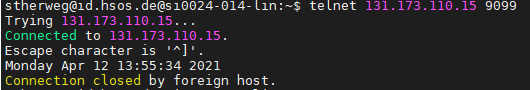 stherweg@id.hsos.de@si0024-014-lin:~$ telnet 131.173.110.15 9099
Trying 131.173.110.15...
Connected to 131.173.110.15.
Escape character is '^]'.
Monday Apr 12 13:55:34 2021
Connection closed by foreign host.